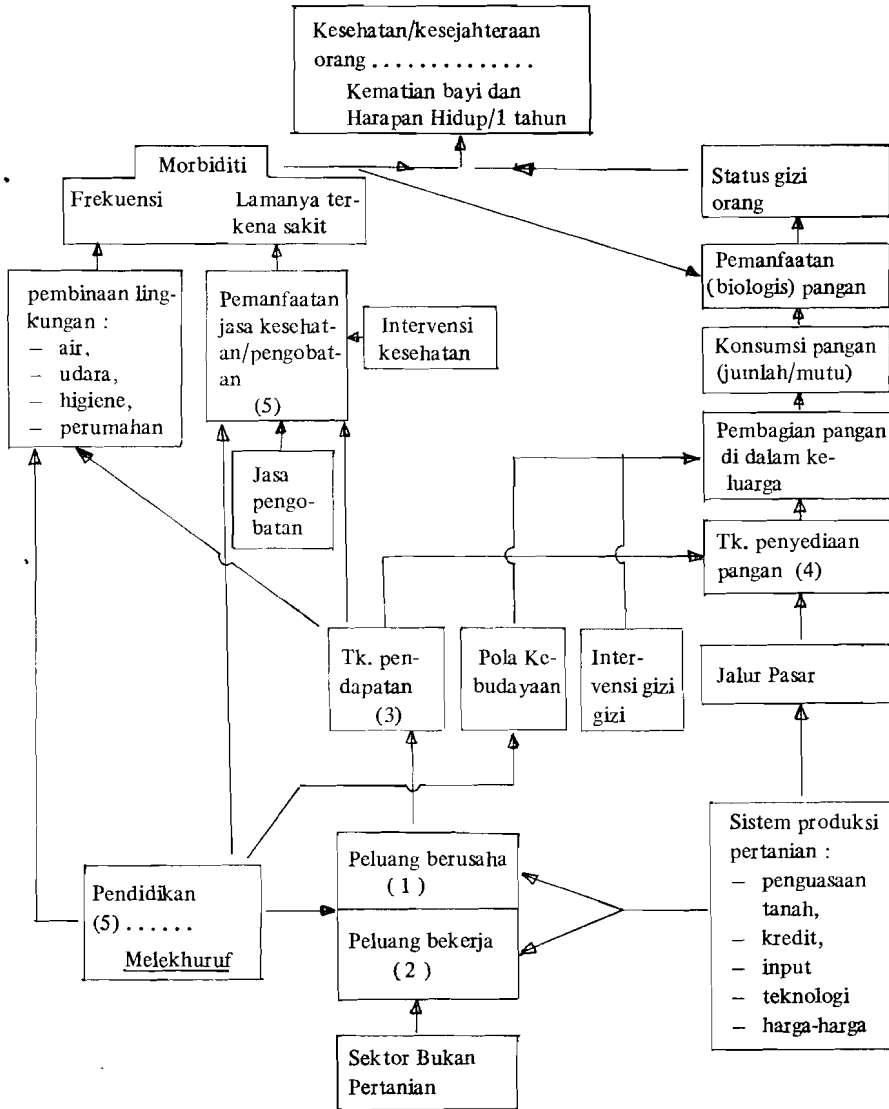 Kesehatan/kesejahteraan
orang ..............
Kematian bayi dan
Harapan Hidup/1 tahun
Morbiditi
Frekuensi
Lamanya ter-
kena sakit
Status gizi
orang
pembinaan ling-
kungan :
– air,
– udara,
– higiene,
– perumahan
Pemanfaatan
jasa kesehat-
an/pengobat-
an
(5)
Intervensi
kesehatan
Pemanfaatan
(biologis) pangan
Konsumsi pangan
(jumlah/mutu)
Pembagian pangan
di dalam ke-
luarga
Jasa
pengo-
batan
Tk. penyediaan
pangan (4)
Tk. pen-
dapatan
(3)
Pola Ke-
budayaan
Inter-
vensi gizi
gizi
Jalur Pasar
Pendidikan
(5) ......
Melekhuruf
Peluang berusaha
( 1 )
Peluang bekerja
( 2 )
Sistem produksi
pertanian :
– penguasaan
tanah,
– kredit,
– input
– teknologi
– harga-harga
Sektor Bukan
Pertanian